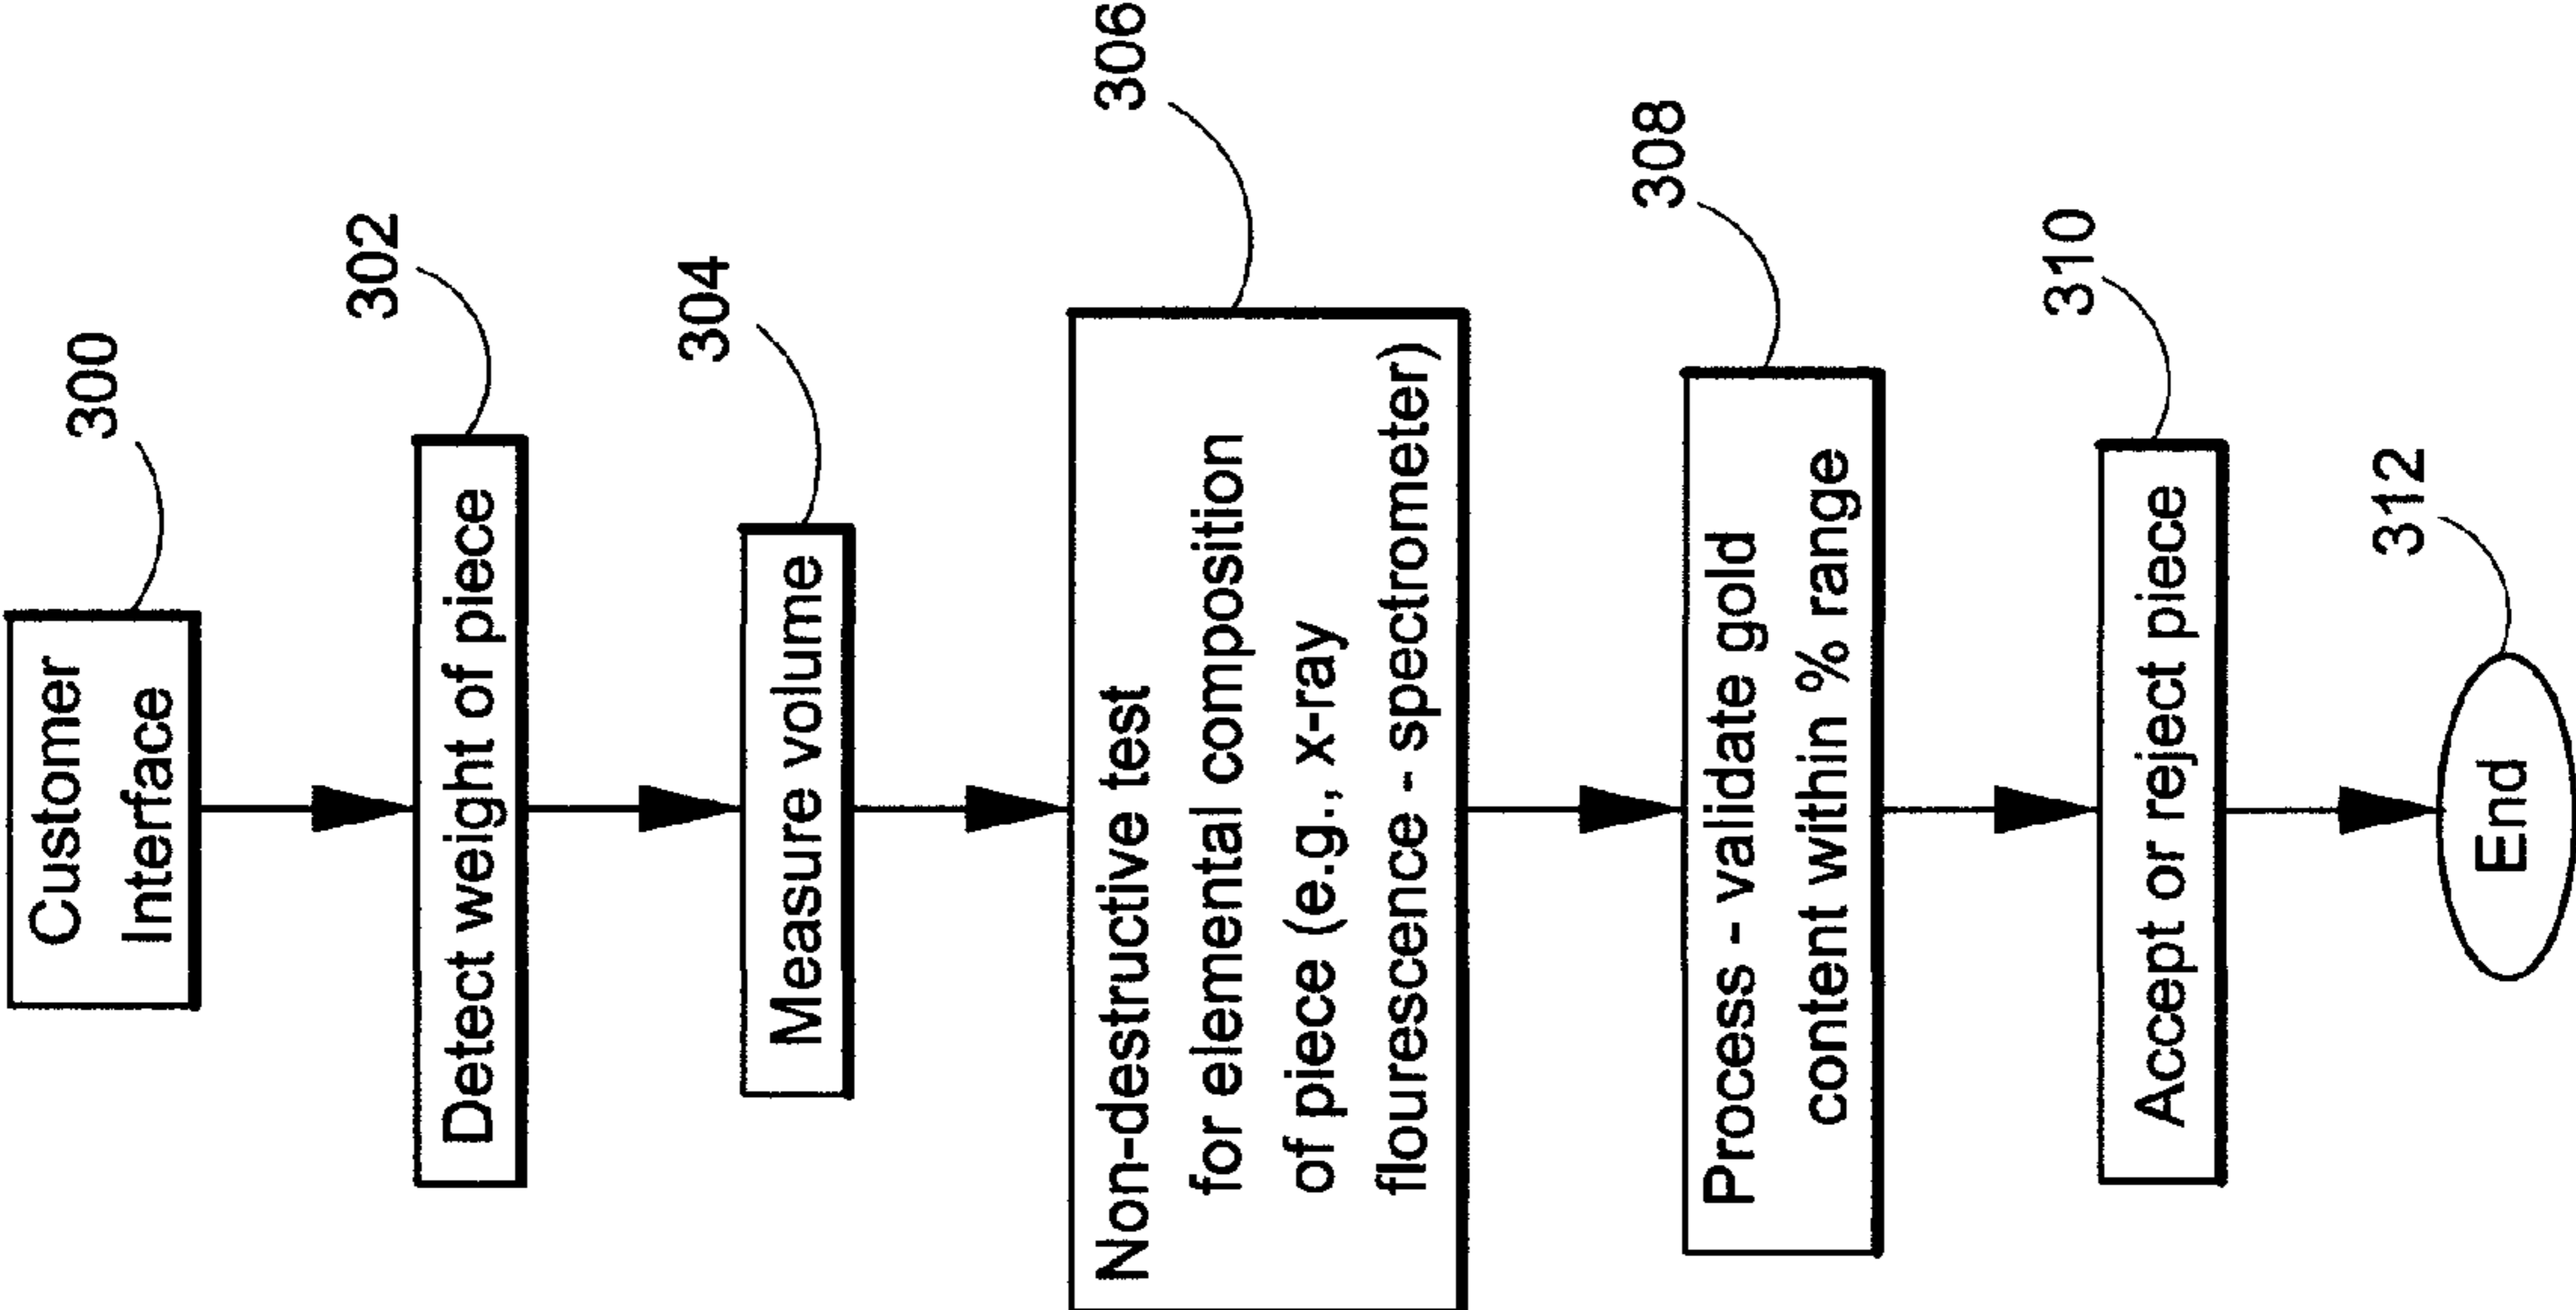 Customer
Interface
300
Detect weight of piece
302
Measure volume
304
Non-destructive test
for elemental composition
of piece (e.g., x-ray
flourescence - spectrometer)
306
Process - validate gold
content within % range
308
Accept or reject piece
310
End
312